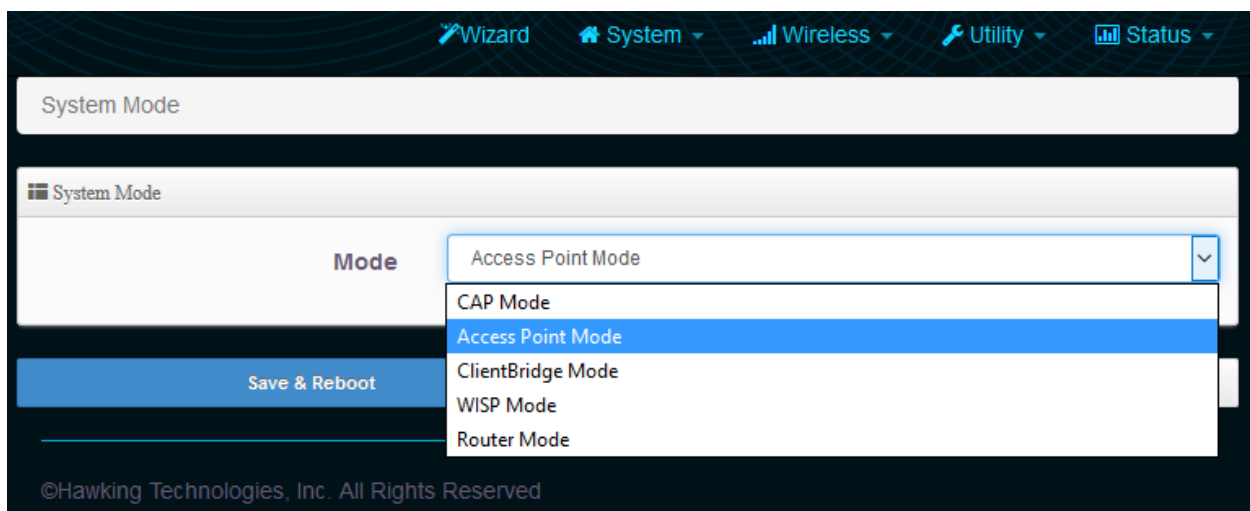 Wizard System Wireless Utility Status
System Mode
System Mode
Mode Access Point Mode
CAP Mode
Access Point Mode
ClientBridge Mode
Save & Reboot
WISP Mode
Router Mode
©Hawking Technologies, Inc. All Rights Reserved